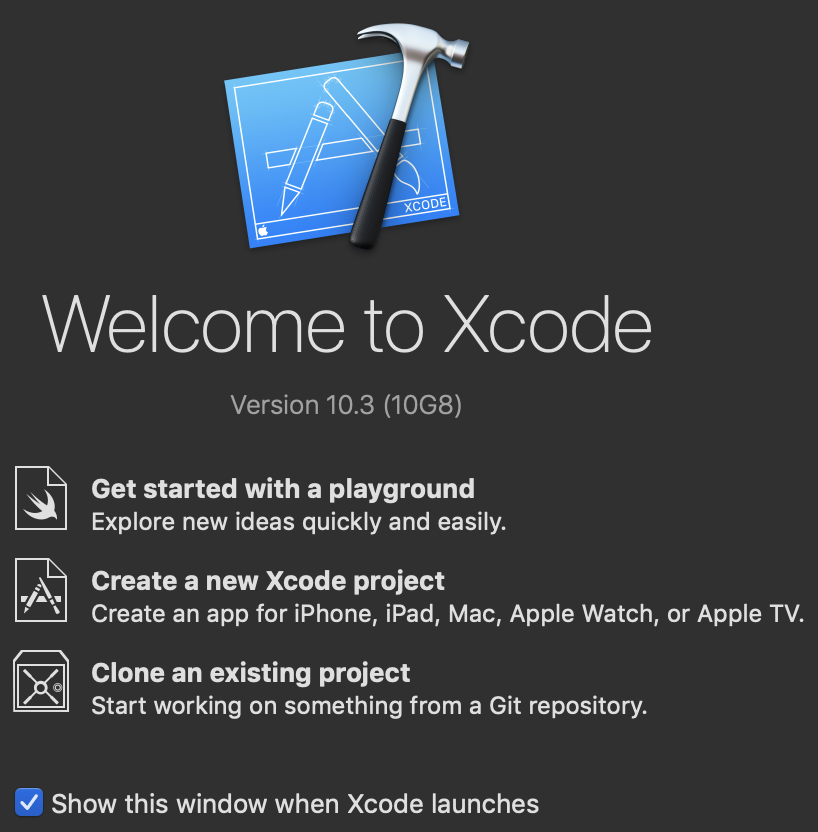 XCODE
Welcome to Xcode
Version 10.3 (10G8)
Get started with a playground
Explore new ideas quickly and easily.
Create a new Xcode project
Create an app for iPhone, iPad, Mac, Apple Watch, or Apple TV.
Clone an existing project
Start working on something from a Git repository.
Show this window when Xcode launches